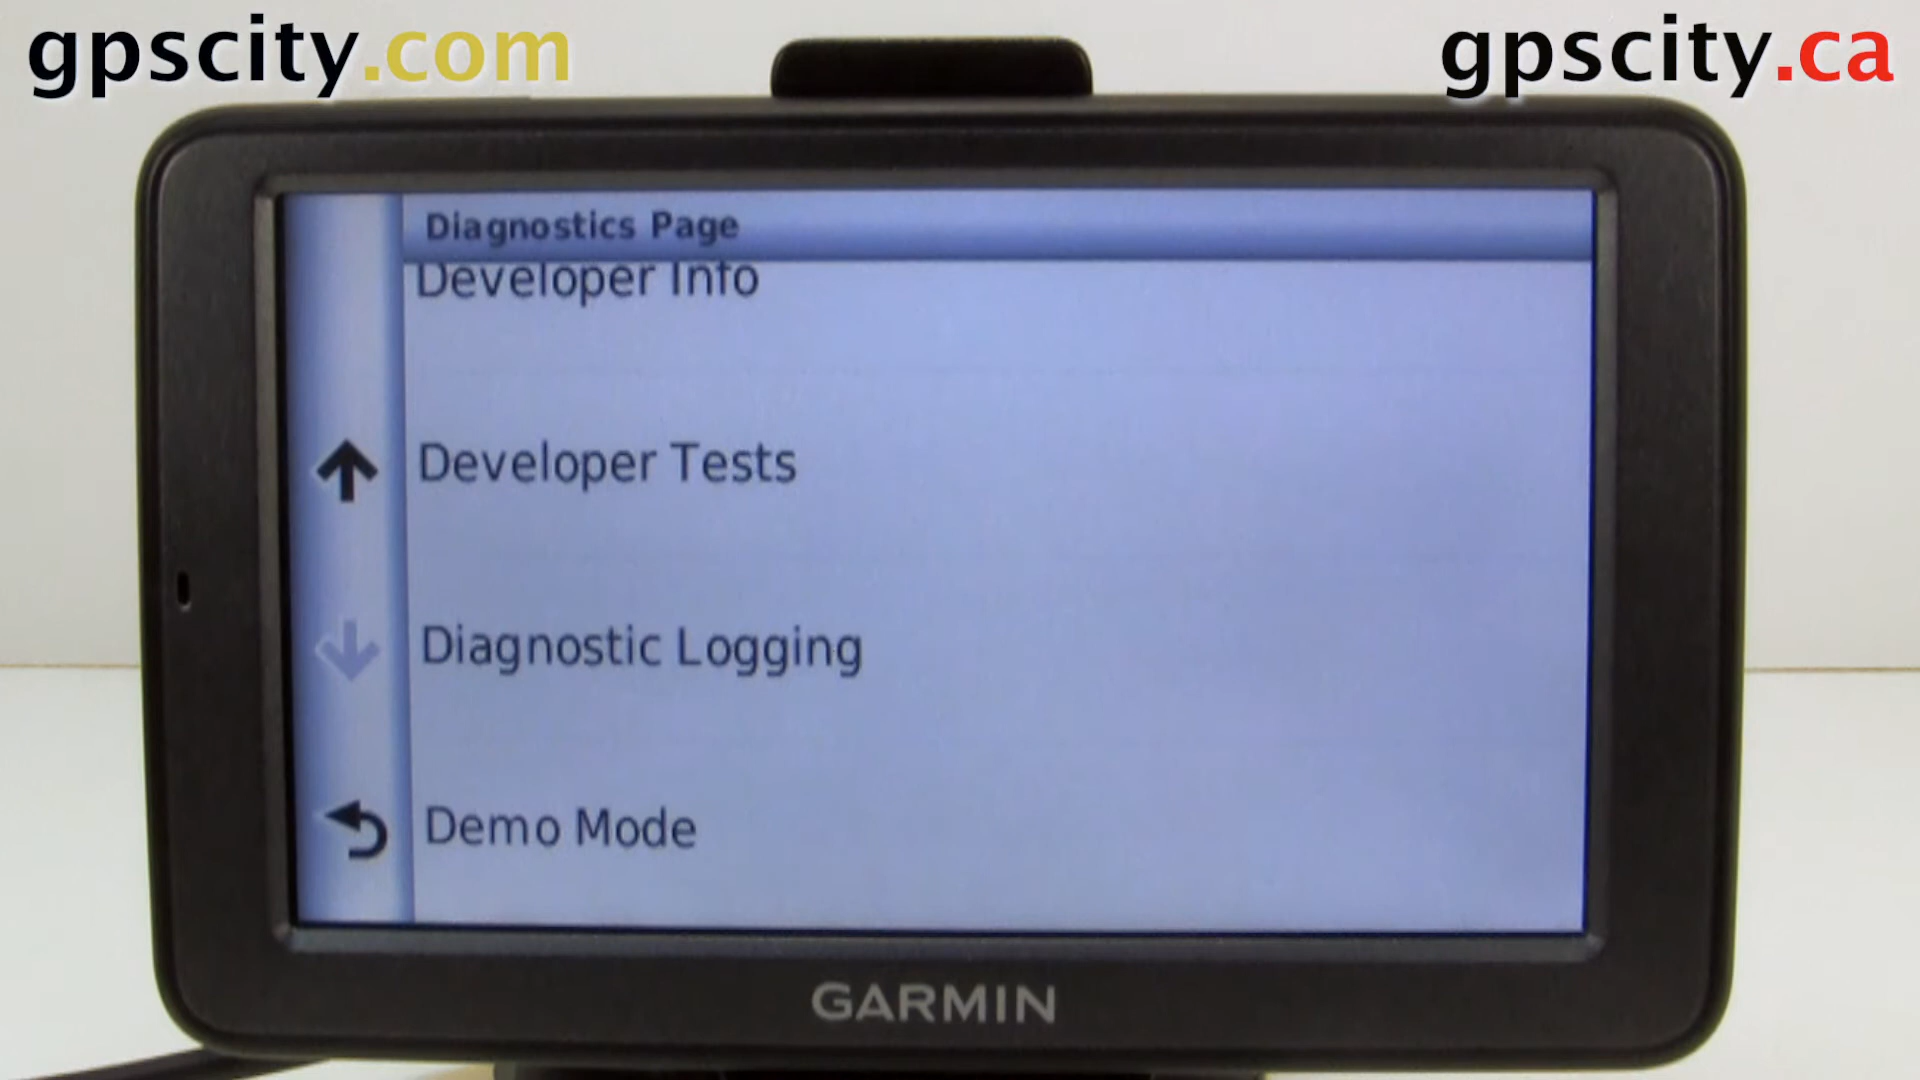 gpscity.com
gpscity.ca
Diagnostics Page
Developer Info
Developer Tests
Diagnostic Logging
Demo Mode
GARMIN